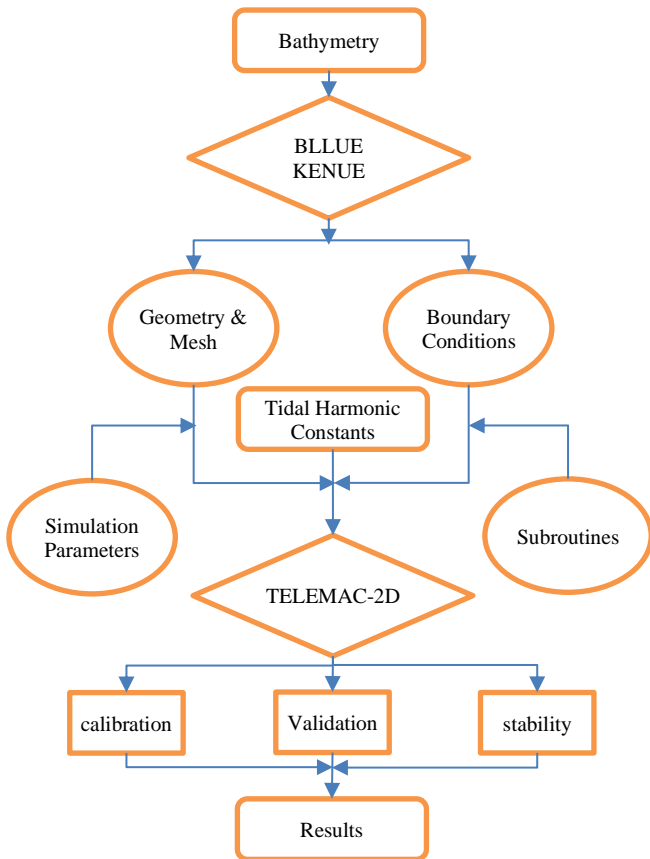 Bathymetry
BLLUE
KENUE
Geometry &
Mesh
Boundary
Conditions
Tidal Harmonic
Constants
Simulation
Parameters
Subroutines
TELEMAC-2D
calibration
Validation
stability
Results